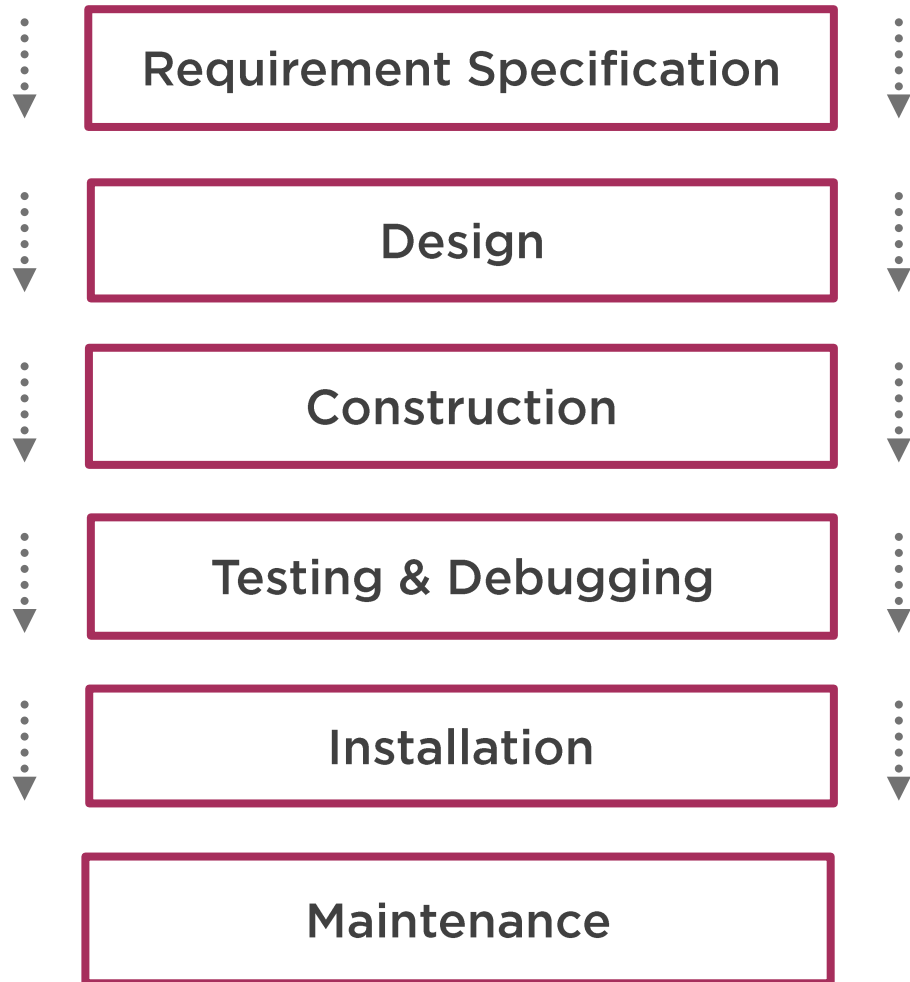 Requirement Specification
Design
Construction
Testing & Debugging
Installation
Maintenance